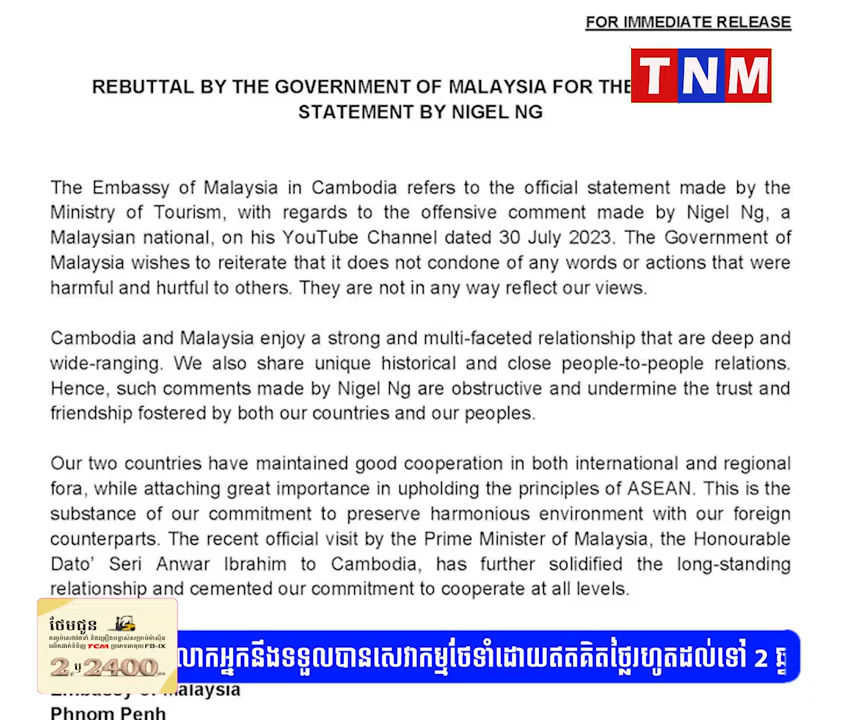 FOR IMMEDIATE RELEASE
TNM
REBUTTAL BY THE GOVERNMENT OF MALAYSIA FOR THE
STATEMENT BY NIGEL NG
The Embassy of Malaysia in Cambodia refers to the official statement made by the
Ministry of Tourism, with regards to the offensive comment made by Nigel Ng, a
Malaysian national, on his YouTube Channel dated 30 July 2023. The Government of
Malaysia wishes to reiterate that it does not condone of any words or actions that were
harmful and hurtful to others. They are not in any way reflect our views.
Cambodia and Malaysia enjoy a strong and multi-faceted relationship that are deep and
wide-ranging. We also share unique historical and close people-to-people relations.
Hence, such comments made by Nigel Ng are obstructive and undermine the trust and
friendship fostered by both our countries and our peoples.
Our two countries have maintained good cooperation in both international and regional
fora, while attaching great importance in upholding the principles of ASEAN. This is the
substance of our commitment to preserve harmonious environment with our foreign
counterparts. The recent official visit by the Prime Minister of Malaysia, the Honourable
Dato’ Seri Anwar Ibrahim to Cambodia, has further solidified the long-standing
relationship and cemented our commitment to cooperate at all levels.
ថែមជូន
TCM FD-IX
2 ឬ 2400
លោកអ្នកនឹងទទួលបានសេវាកម្មថែទាំដោយឥតគិតថ្លៃរហូតដល់ទៅ 2 ឆ្នាំ
Embassy of Malaysia
Phnom Penh